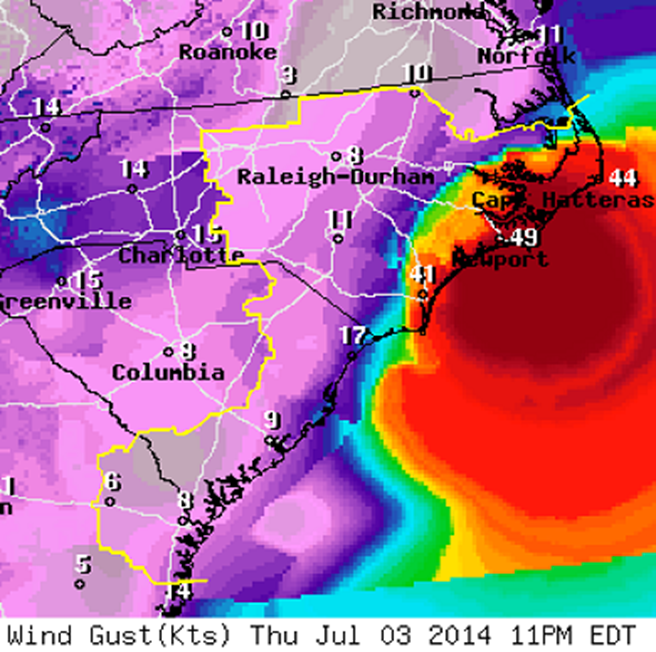 Richmond
10
Roanoke
11
Norfolk
3
10
14
8
Raleigh-Durham
14
44
Cape Hatteras
15
Charlotte
11
49
Newport
15
Greenville
41
17
8
Columbia
9
6
8
5
14
Wind Gust(Kts) Thu Jul 03 2014 11PM EDT